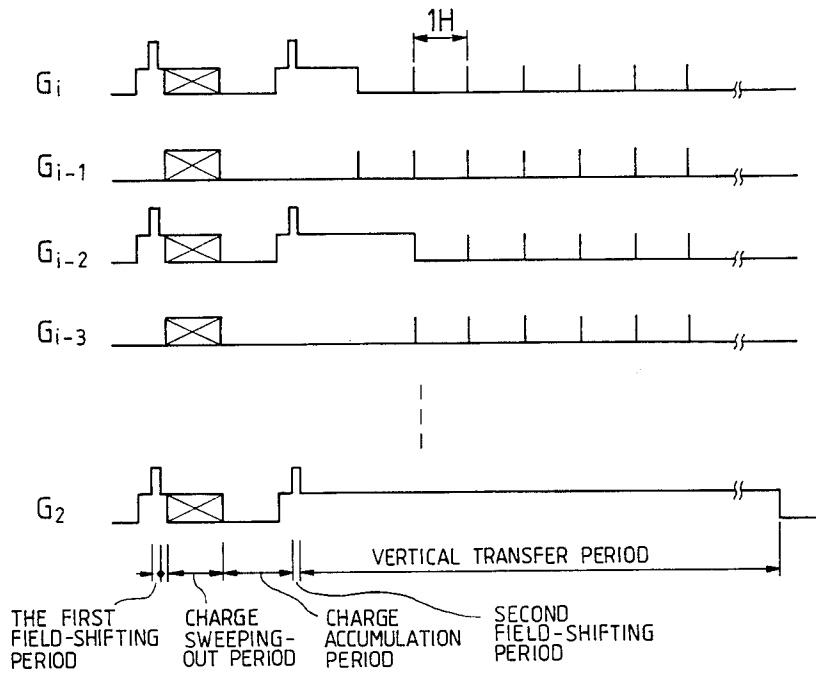 1H
Gi
Gi-1
Gi-2
Gi-3
G2
VERTICAL TRANSFER PERIOD
THE FIRST
FIELD-SHIFTING
PERIOD
CHARGE
SWEEPING-
OUT PERIOD
CHARGE
ACCUMULATION
PERIOD
SECOND
FIELD-SHIFTING
PERIOD